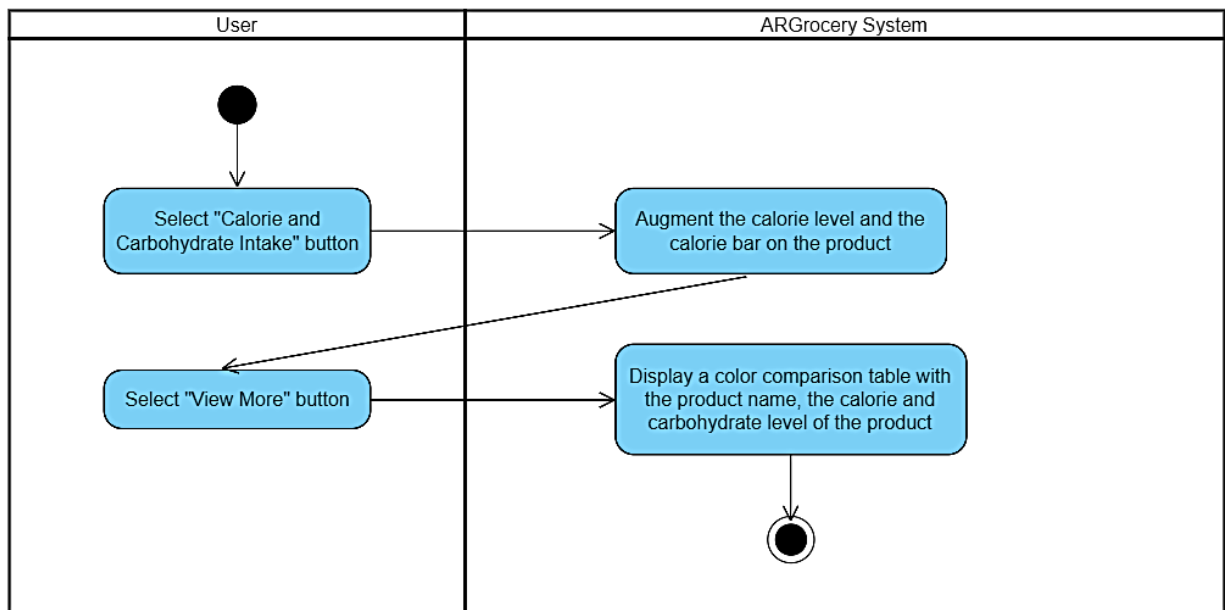 User
ARGrocery System
Select "Calorie and
Carbohydrate Intake" button
Augment the calorie level and the
calorie bar on the product
Select "View More" button
Display a color comparison table with
the product name, the calorie and
carbohydrate level of the product